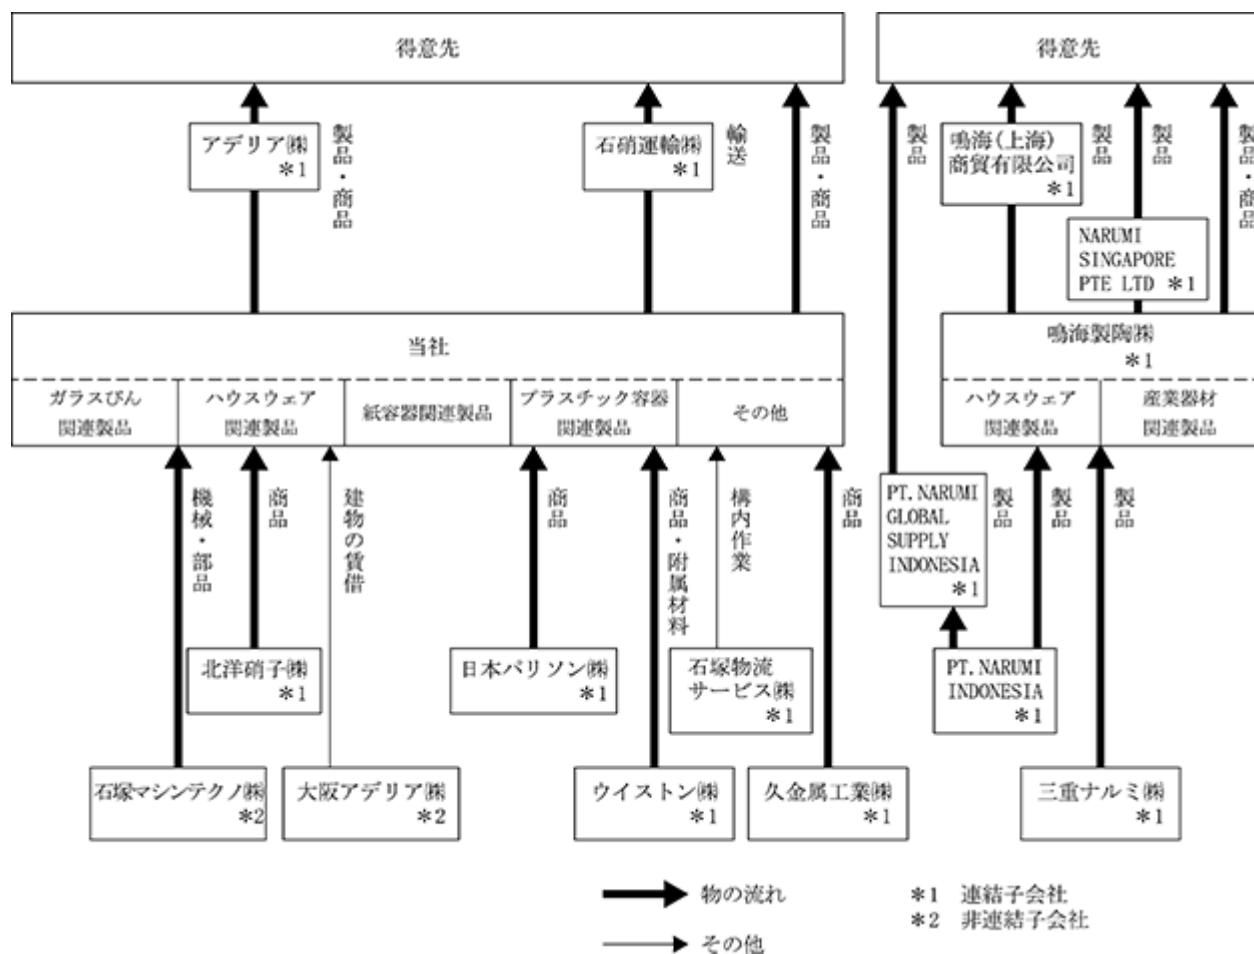 得意先
得意先
アデリア㈱
*1
製品・商品
石硝運輸㈱
*1
輸送
製品・商品
製品
鳴海(上海)
商貿有限公司
*1
製品
製品
製品・商品
NARUMI
SINGAPORE
PTE LTD *1
当社
ガラスびん
関連製品
ハウスウェア
関連製品
紙容器関連製品
プラスチック容器
関連製品
その他
鳴海製陶㈱
*1
ハウスウェア
関連製品
産業器材
関連製品
機械・部品
商品
建物の賃借
商品
商品・附属材料
構内作業
商品
PT.NARUMI
GLOBAL
SUPPLY
INDONESIA
*1
製品
製品
製品
北洋硝子㈱
*1
日本パリソン㈱
*1
石塚物流
サービス㈱
*1
PT.NARUMI
INDONESIA
*1
石塚マシンテクノ㈱
*2
大阪アデリア㈱
*2
ウイストン㈱
*1
久金属工業㈱
*1
三重ナルミ㈱
*1
物の流れ
その他
*1 連結子会社
*2 非連結子会社